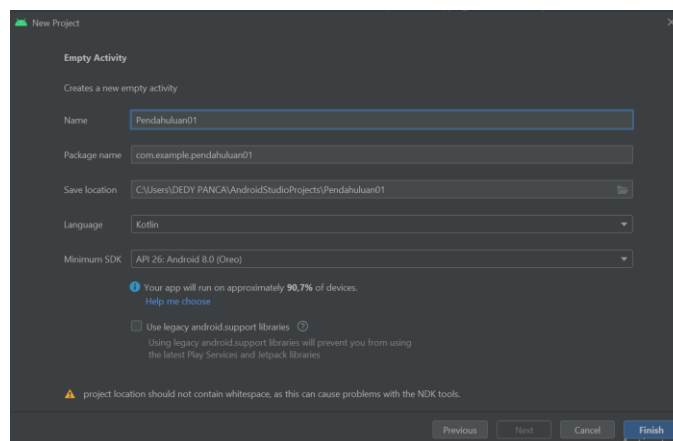 New Project
Empty Activity
Creates a new empty activity
Name Pendahuluan01
Package name com.example.pendahuluan01
Save location C:\Users\DEDY PANCA\AndroidStudioProjects\Pendahuluan01
Language Kotlin
Minimum SDK API 26: Android 8.0 (Oreo)
Your app will run on approximately 90,7% of devices.
Help me choose
Use legacy android.support libraries
Using legacy android.support libraries will prevent you from using
the latest Play Services and Jetpack libraries
project location should not contain whitespace, as this can cause problems with the NDK tools.
Previous Next Cancel Finish